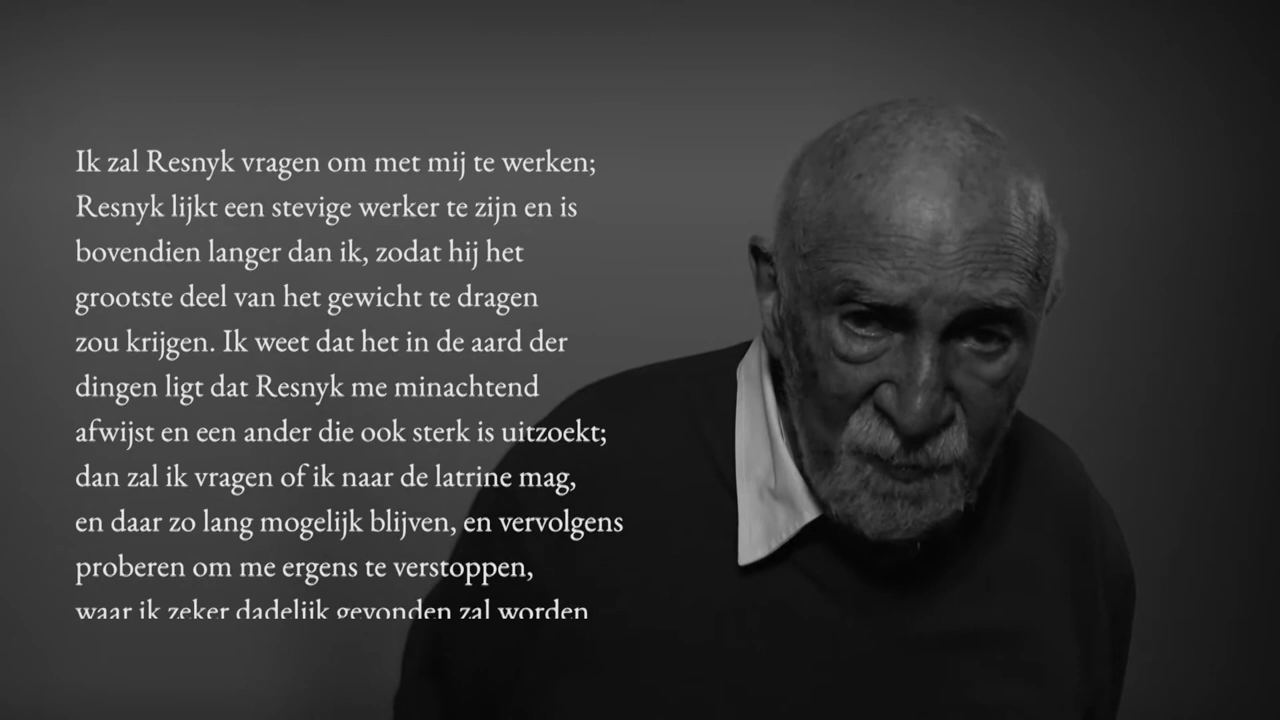 Ik zal Resnyk vragen om met mij te werken;
Resnyk lijkt een stevige werker te zijn en is
bovendien langer dan ik, zodat hij het
grootste deel van het gewicht te dragen
zou krijgen. Ik weet dat het in de aard der
dingen ligt dat Resnyk me minachtend
afwijst en een ander die ook sterk is uitzoekt;
dan zal ik vragen of ik naar de latrine mag,
en daar zo lang mogelijk blijven, en vervolgens
proberen om me ergens te verstoppen,
waar ik zeker dadelijk gevonden zal worden